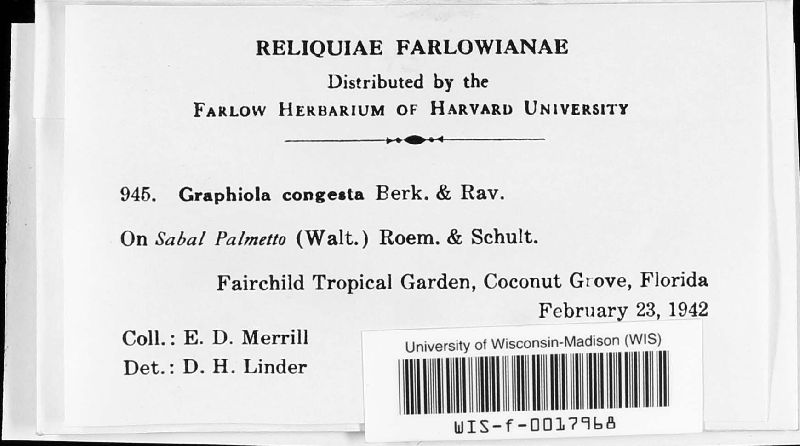 RELIQUIAE FARLOWIANAE
Distributed by the
FARLOW HERBARIUM OF HARVARD UNIVERSITY
945. Graphiola congesta Berk. & Rav.
On Sabal Palmetto (Walt.) Roem. & Schult.
Fairchild Tropical Garden, Coconut Grove, Florida
February 23, 1942
Coll.: E. D. Merrill
Det.: D. H. Linder
University of Wisconsin-Madison (WIS)
WIS-f-0017968